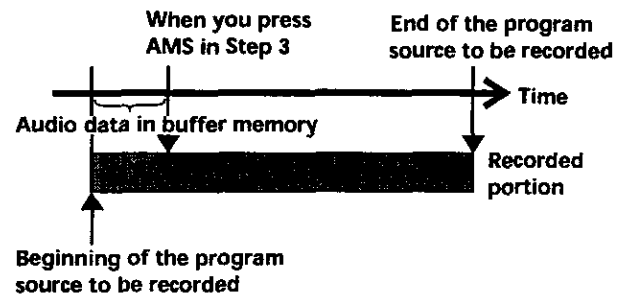 When you press
AMS in Step 3
End of the program
source to be recorded
Time
Audio data in buffer memory
Recorded
portion
Beginning of the program
source to be recorded